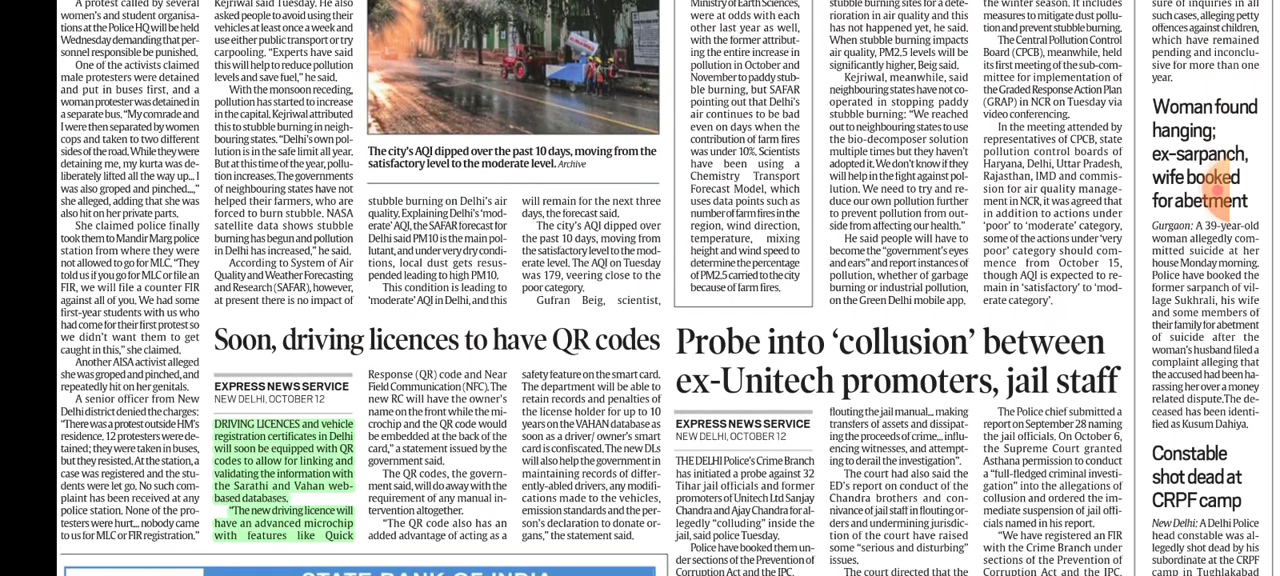 A protest called by several
women's and student organisa-
tions at the Police HQ will be held
Wednesday demanding that per-
sonnel responsible be punished.
One of the activists claimed
male protesters were detained
and put in buses first, and a
woman protester was detained in
a separate bus. "My comrade and
I were then separated by women
cops and taken to two different
sides of the road. While they were
detaining me, my kurta was de-
liberately lifted all the way up... I
was also groped and pinched...,"
she alleged, adding that she was
also hit on her private parts.
She claimed police finally
took them to Mandir Marg police
station from where they were
not allowed to go for MLC. "They
told us if you go for MLC or file an
FIR, we will file a counter FIR
against all of you. We had some
first-year students with us who
had come for their first protest so
we didn't want them to get
caught in this," she claimed.
Another AISA activist alleged
she was groped and pinched, and
repeatedly hit on her genitals.
A senior officer from New
Delhi district denied the charges:
"There was a protest outside HM's
residence, 12 protesters were de-
tained; they were taken in buses,
but they resisted. At the station, a
case was registered and the stu-
dents were let go. No such com-
plaint has been received at any
police station. None of the pro-
testers were hurt... nobody came
to us for MLC or FIR registration."
Kejriwal said Tuesday. He also
asked people to avoid using their
vehicles at least once a week and
use either public transport or try
carpooling. "Experts have said
this will help to reduce pollution
levels and save fuel," he said.
With the monsoon receding,
pollution has started to increase
in the capital. Kejriwal attributed
this to stubble burning in neigh-
bouring states. "Delhi's own pol-
lution is in the safe limit all year.
But at this time of the year, pollu-
tion increases. The governments
of neighbouring states have not
helped their farmers, who are
forced to burn stubble. NASA
satellite data shows stubble
burning has begun and pollution
in Delhi has increased," he said.
According to System of Air
Quality and Weather Forecasting
and Research (SAFAR), however,
at present there is no impact of
The city's AQI dipped over the past 10 days, moving from the
satisfactory level to the moderate level. Archive
stubble burning on Delhi's air
quality. Explaining Delhi's 'mod-
erate' AQI, the SAFAR forecast for
Delhi said PM10 is the main pol-
lutant, and under very dry condi-
tions, local dust gets resus-
pended leading to high PM10.
This condition is leading to
'moderate' AQI in Delhi, and this
will remain for the next three
days, the forecast said.
The city's AQI dipped over
the past 10 days, moving from
satisfactory level to the mod-
erate level. The AQI on Tuesday
was 179, veering close to the
poor category.
Gufran Beig, scientist,
Ministry of Earth Sciences,
were at odds with each
other last year as well,
with the former attribut-
ing the entire increase in
pollution in October and
November to paddy stub-
ble burning, but SAFAR
pointing out that Delhi's
air continues to be bad
even on days when the
contribution of farm fires
was under 10%. Scientists
have been using a
Chemistry Transport
Forecast Model, which
uses data points such as
number of farm fires in the
region, wind direction,
temperature, mixing
height and wind speed to
determine the percentage
of PM2.5 carried to the city
because of farm fires.
stubble burning sites for a dete-
rioration in air quality and this
has not happened yet, he said.
When stubble burning impacts
air quality, PM2.5 levels will be
significantly higher, Beig said.
Kejriwal, meanwhile, said
neighbouring states have not co-
operated in stopping paddy
stubble burning: "We reached
out to neighbouring states to use
the bio-decomposer solution
multiple times but they haven't
adopted it. We don't know if they
will help in the fight against pol-
lution. We need to try and re-
duce our own pollution further
to prevent pollution from out-
side from affecting our health."
He said people will have to
become the "government's eyes
and ears" and report instances of
pollution, whether of garbage
burning or industrial pollution,
on the Green Delhi mobile app.
the winter season. It includes
measures to mitigate dust pollu-
tion and prevent stubble burning.
The Central Pollution Control
Board (CPCB), meanwhile, held
its first meeting of the sub-com-
mittee for implementation of
the Graded Response Action Plan
(GRAP) in NCR on Tuesday via
video conferencing.
In the meeting attended by
representatives of CPCB, state
pollution control boards of
Haryana, Delhi, Uttar Pradesh,
Rajasthan, IMD and commis-
sion for air quality manage-
ment in NCR, it was agreed that
in addition to actions under
'poor' to 'moderate' category,
some of the actions under 'very
poor' category should com-
mence from October 15,
though AQI is expected to re-
main in 'satisfactory' to 'mod-
erate category'.
sure of inquiries in all
such cases, alleging petty
offences against children,
which have remained
pending and inconclu-
sive for more than one
year.
Woman found
hanging;
ex-sarpanch,
wife booked
for abetment
Gurgaon: A 39-year-old
woman allegedly com-
mitted suicide at her
house Monday morning.
Police have booked the
former sarpanch of vil-
lage Sukhrali, his wife
and some members of
their family for abetment
of suicide after the
woman's husband filed a
complaint alleging that
the accused had been ha-
rassing her over a money
related dispute.The de-
ceased has been identi-
fied as Kusum Dahiya.
Constable
shot dead at
CRPF camp
New Delhi: A Delhi Police
head constable was al-
legedly shot dead by his
subordinate at the CRPF
camp in Tughlakabad
Soon, driving licences to have QR codes
EXPRESS NEWS SERVICE
NEW DELHI, OCTOBER 12
DRIVING LICENCES and vehicle
registration certificates in Delhi
will soon be equipped with QR
codes to allow for linking and
validating the information with
the Sarathi and Vahan web-
based databases.
"The new driving licence will
have an advanced microchip
with features like Quick
Response (QR) code and Near
Field Communication (NFC). The
new RC will have the owner's
name on the front while the mi-
crochip and the QR code would
be embedded at the back of the
card," a statement issued by the
government said.
The QR codes, the govern-
ment said, will do away with the
requirement of any manual in-
tervention altogether.
"The QR code also has an
added advantage of acting as a
safety feature on the smart card.
The department will be able to
retain records and penalties of
the license holder for up to 10
years on the VAHAN database as
soon as a driver/ owner's smart
card is confiscated. The new DLs
will also help the government in
maintaining records of differ-
ently-abled drivers, any modifi-
cations made to the vehicles,
emission standards and the per-
son's declaration to donate or-
gans," the statement said.
Probe into 'collusion' between
ex-Unitech promoters, jail staff
EXPRESS NEWS SERVICE
NEW DELHI, OCTOBER 12
THE DELHI Police's Crime Branch
has initiated a probe against 32
Tihar jail officials and former
promoters of Unitech Ltd Sanjay
Chandra and Ajay Chandra for al-
legedly "colluding" inside the
jail, said police Tuesday.
Police have booked them un-
der sections of the Prevention of
Corruption Act and the IPC.
flouting the jail manual... making
transfers of assets and dissipat-
ing the proceeds of crime... influ-
encing witnesses, and attempt-
ing to derail the investigation".
The court had also said the
ED's report on conduct of the
Chandra brothers and con-
nivance of jail staff in flouting or-
ders and undermining jurisdic-
tion of the court have raised
some "serious and disturbing"
issues.
The court directed that the
The Police chief submitted a
report on September 28 naming
the jail officials. On October 6,
the Supreme Court granted
Asthana permission to conduct
a "full-fledged criminal investi-
gation" into the allegations of
collusion and ordered the im-
mediate suspension of jail offi-
cials named in his report.
"We have registered an FIR
with the Crime Branch under
sections of the Prevention of
Corruption Act and the IPC.
STATE BANK OF INDIA